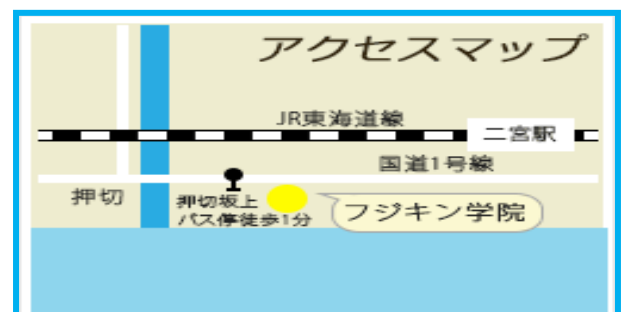 アクセスマップ
JR東海道線
二宮駅
国道1号線
押切
押切坂上
バス停徒歩1分
フジキン学院